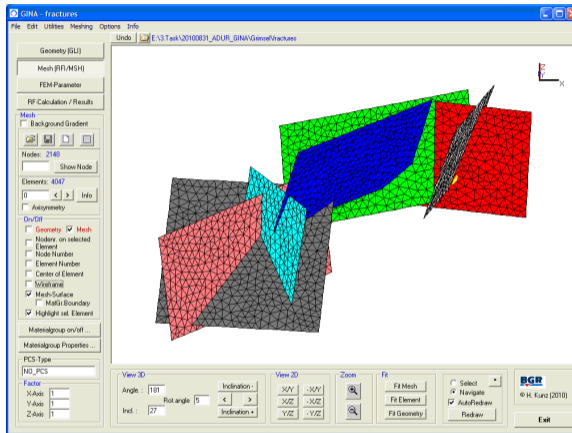 GINA - fractures
File Edit Utilities Meshing Options Info
Undo E:\3.Task\20100831_ADUR_GINA\Grimsel\fractures
Geometry (GLI)
Mesh (RFI/MSH)
FEM-Parameter
RF-Calculation / Results
Mesh
Background Gradient
Nodes: 2148
Show Node
Elements: 4047
0 < > Info
Axisymmetry
On/Off
Geometry Mesh
Nodenr. on selected
Element
Node Number
Element Number
Center of Element
Wireframe
Mesh-Surface
MatGr.Boundary
Highlight sel. Element
Materialgroup on/off ...
Materialgroup Properties ...
PCS-Type
NO_PCS
Factor
X-Axis 1
Y-Axis 1
Z-Axis 1
Z
Y
X
View 3D
Angle : 181
Rot angle 5
Incl. : 27
Inclination -
< >
Inclination +
View 2D
X/Y -X/Y
X/Z -X/Z
Y/Z -Y/Z
Zoom
Fit
Fit Mesh
Fit Element
Fit Geometry
Select
Navigate
AutoRedraw
Redraw
BGR
© H. Kunz (2010)
Exit